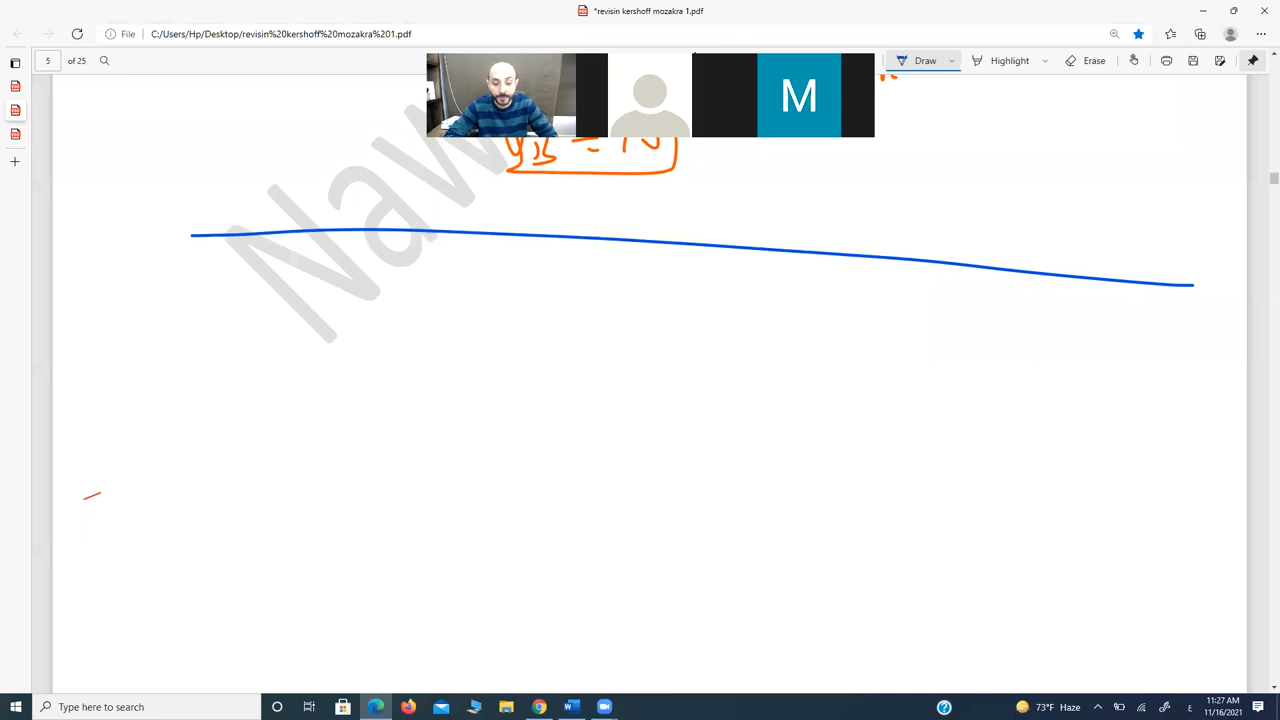 *revisin kershoff mozakra 1.pdf
File C:/Users/Hp/Desktop/revisin%20kershoff%20mozakra%201.pdf
5 of 25 Draw Highlight Erase
M
Naw
Type here to search 73°F Haze 11:27 AM
11/16/2021